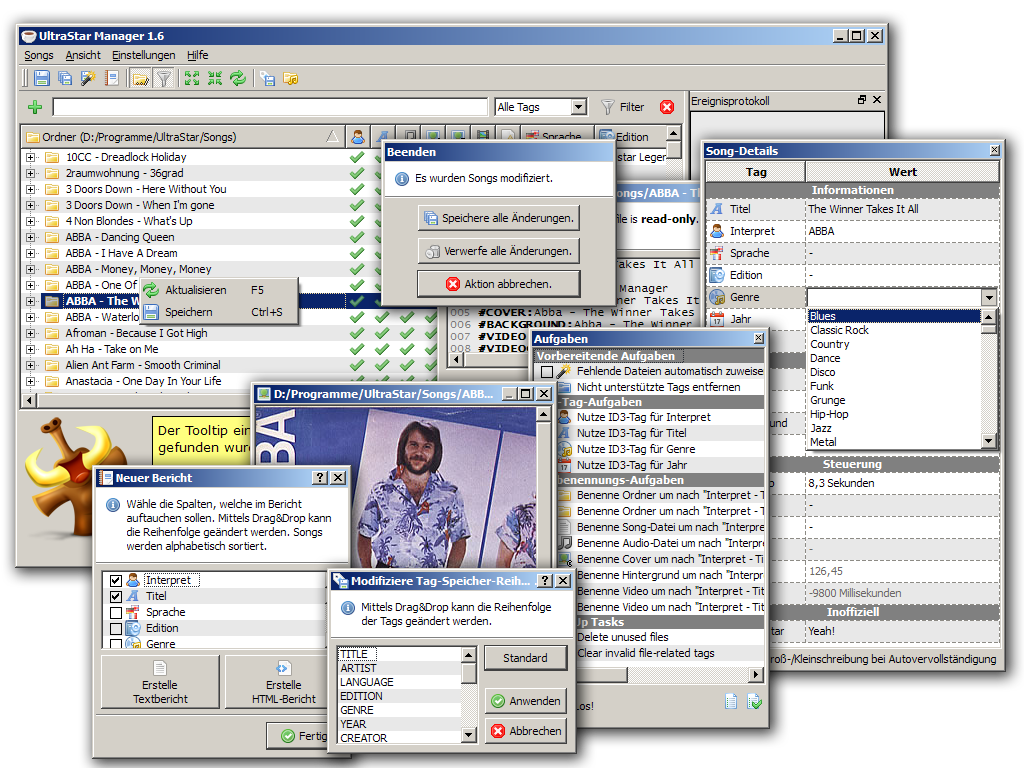 UltraStar Manager 1.6
Songs Ansicht Einstellungen Hilfe
Alle Tags
Filter
Ordner (D:/Programme/UltraStar/Songs)
Sprache
Edition
10CC - Dreadlock Holiday
2raumwohnung - 36grad
3 Doors Down - Here Without You
3 Doors Down - When I'm gone
4 Non Blondes - What's Up
ABBA - Dancing Queen
ABBA - I Have A Dream
ABBA - Money, Money, Money
ABBA - One Of
ABBA - The W
ABBA - Waterlo
Afroman - Because I Got High
Ah Ha - Take on Me
Alien Ant Farm - Smooth Criminal
Anastacia - One Day In Your Life
star Leger
Aktualisieren F5
Speichern Ctrl+S
Der Tooltip ein
gefunden wur
Ereignisprotokoll
Beenden
Es wurden Songs modifiziert.
Speichere alle Änderungen.
Verwerfe alle Änderungen.
Aktion abbrechen.
ongs/ABBA - Th
file is read-only.
akes It All
Manager
nner Takes It
005 #COVER:Abba - The Winner Takes
006 #BACKGROUND:Abba - The Winner
007 #VIDEO
008 #VIDEO
Song-Details
Tag Wert
Informationen
Titel The Winner Takes It All
Interpret ABBA
Sprache -
Edition -
Genre
Jahr
Blues
Classic Rock
Country
Dance
Disco
Funk
Grunge
Hip-Hop
Jazz
Metal
und
Steuerung
8,3 Sekunden
-
-
-
126,45
-9800 Millisekunden
Inoffiziell
tar Yeah!
roß-/Kleinschreibung bei Autovervollständigung
Aufgaben
Vorbereitende Aufgaben
Fehlende Dateien automatisch zuweise
Nicht unterstützte Tags entfernen
-Tag-Aufgaben
Nutze ID3-Tag für Interpret
Nutze ID3-Tag für Titel
Nutze ID3-Tag für Genre
Nutze ID3-Tag für Jahr
benennungs-Aufgaben
Benenne Ordner um nach "Interpret - T
Benenne Ordner um nach "Interpret - T
Benenne Song-Datei um nach "Interpre
Benenne Audio-Datei um nach "Interpr
Benenne Cover um nach "Interpret - Tit
Benenne Hintergrund um nach "Interpr
Benenne Video um nach "Interpret - Tit
Benenne Video um nach "Interpret - Tit
Up Tasks
Delete unused files
Clear invalid file-related tags
Los!
D:/Programme/UltraStar/Songs/ABB...
BBA
Neuer Bericht
Wähle die Spalten, welche im Bericht
auftauchen sollen. Mittels Drag&Drop kann
die Reihenfolge geändert werden. Songs
werden alphabetisch sortiert.
Interpret
Titel
Sprache
Edition
Genre
Erstelle
Textbericht
Erstelle
HTML-Bericht
Fertig
Modifiziere Tag-Speicher-Reih...
Mittels Drag&Drop kann die Reihenfolge
der Tags geändert werden.
TITLE
ARTIST
LANGUAGE
EDITION
GENRE
YEAR
CREATOR
Standard
Anwenden
Abbrechen